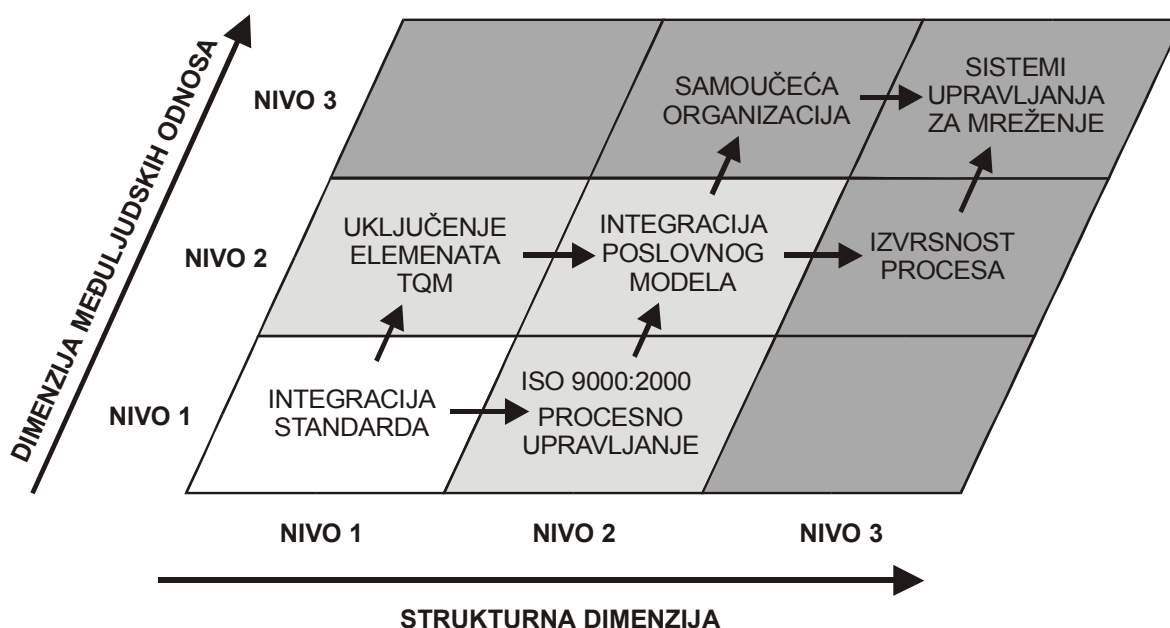 DIMENZIJA MEĐULJUDSKIH ODNOSA
NIVO 3
SAMOUČEĆA
ORGANIZACIJA
SISTEMI
UPRAVLJANJA
ZA MREŽENJE
NIVO 2
UKLJUČENJE
ELEMENATA
TQM
INTEGRACIJA
POSLOVNOG
MODELA
IZVRSNOST
PROCESA
NIVO 1
INTEGRACIJA
STANDARDA
ISO 9000:2000
PROCESNO
UPRAVLJANJE
NIVO 1
NIVO 2
NIVO 3
STRUKTURNA DIMENZIJA